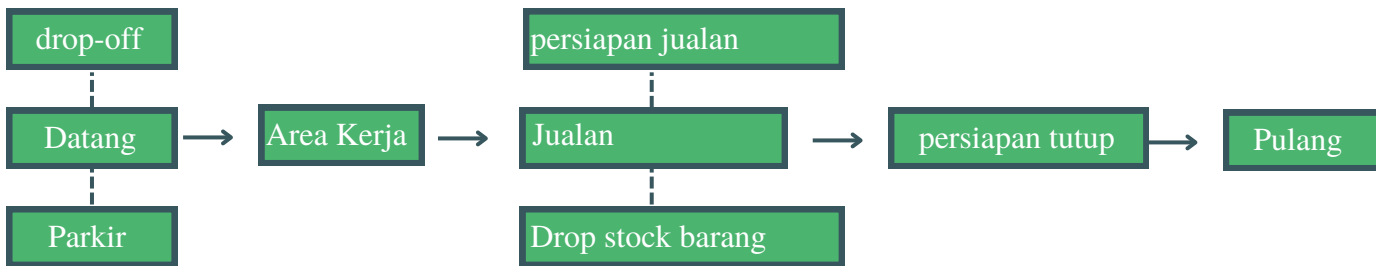 drop-off
Datang
Parkir
Area Kerja
persiapan jualan
Jualan
Drop stock barang
persiapan tutup
Pulang